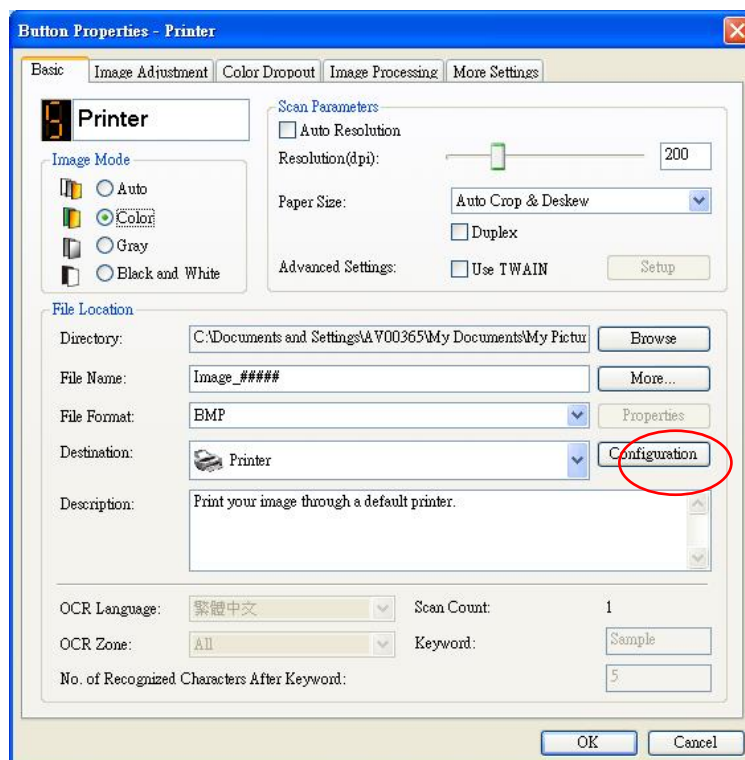 Button Properties - Printer
Basic Image Adjustment Color Dropout Image Processing More Settings
Printer
Image Mode
Auto
Color
Gray
Black and White
Scan Parameters
Auto Resolution
Resolution(dpi): 200
Paper Size: Auto Crop & Deskew
Duplex
Advanced Settings: Use TWAIN Setup
File Location
Directory: C:\Documents and Settings\AV00365\My Documents\My Pictur Browse
File Name: Image_##### More...
File Format: BMP Properties
Destination: Printer Configuration
Description: Print your image through a default printer.
OCR Language: 繁體中文 Scan Count: 1
OCR Zone: All Keyword: Sample
No. of Recognized Characters After Keyword: 5
OK Cancel